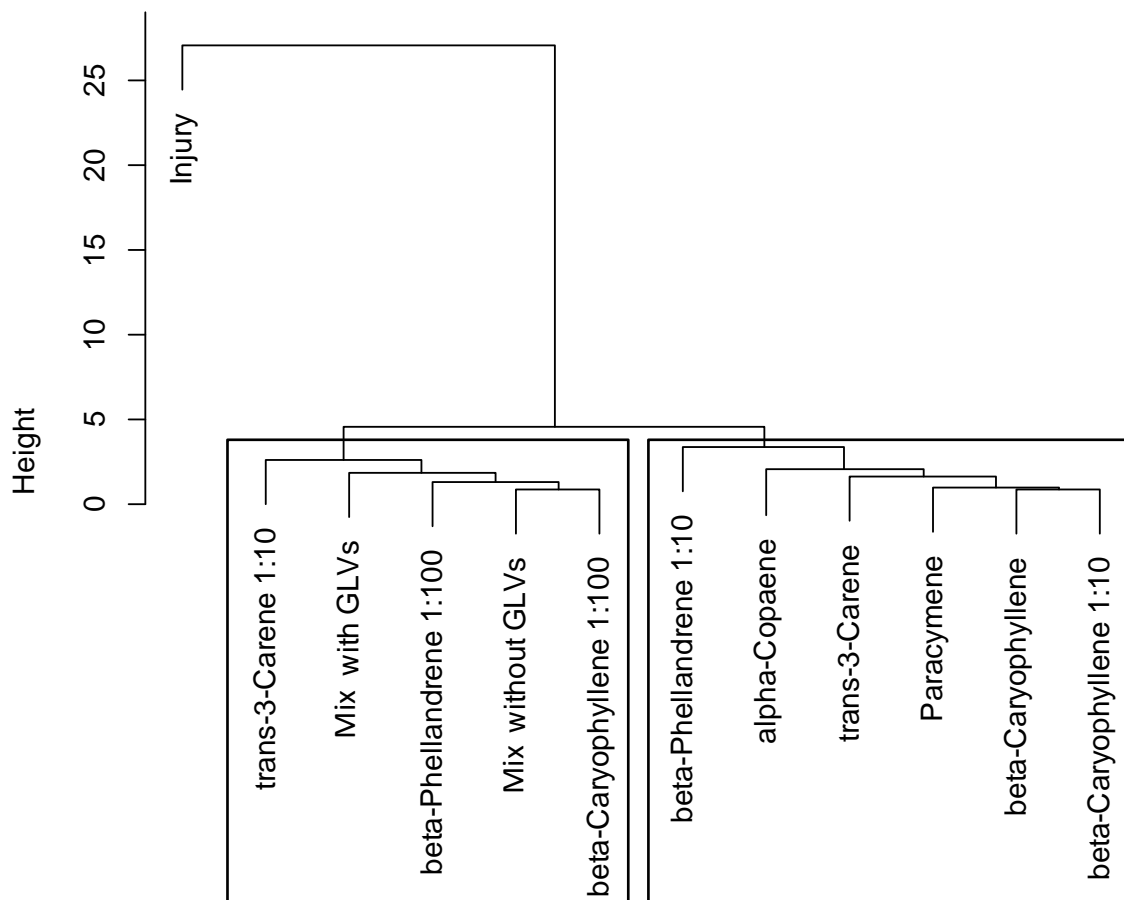 Height
25
20
15
10
5
0
Injury
trans-3-Carene 1:10
Mix with GLVs
beta-Phellandrene 1:100
Mix without GLVs
beta-Caryophyllene 1:100
beta-Phellandrene 1:10
alpha-Copaene
trans-3-Carene
Paracymene
beta-Caryophyllene
beta-Caryophyllene 1:10